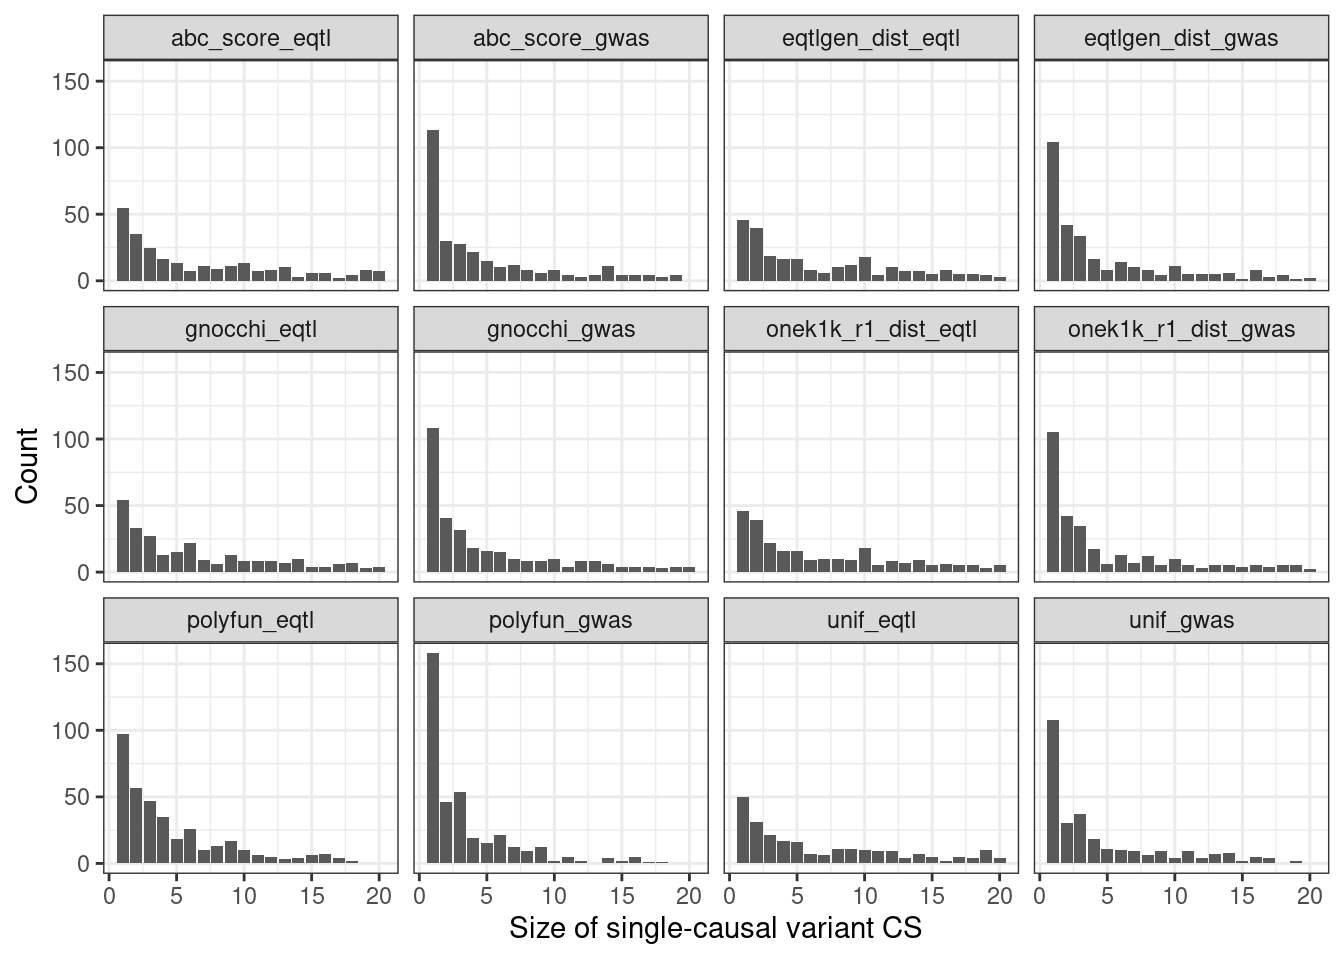 abc_score_eqtl abc_score_gwas eqtlgen_dist_eqtl eqtlgen_dist_gwas
150
100
50
0
gnocchi_eqtl gnocchi_gwas onek1k_r1_dist_eqtl onek1k_r1_dist_gwas
150
100
50
0
Count
polyfun_eqtl polyfun_gwas unif_eqtl unif_gwas
150
100
50
0
0 5 10 15 20 0 5 10 15 20 0 5 10 15 20 0 5 10 15 20
Size of single-causal variant CS